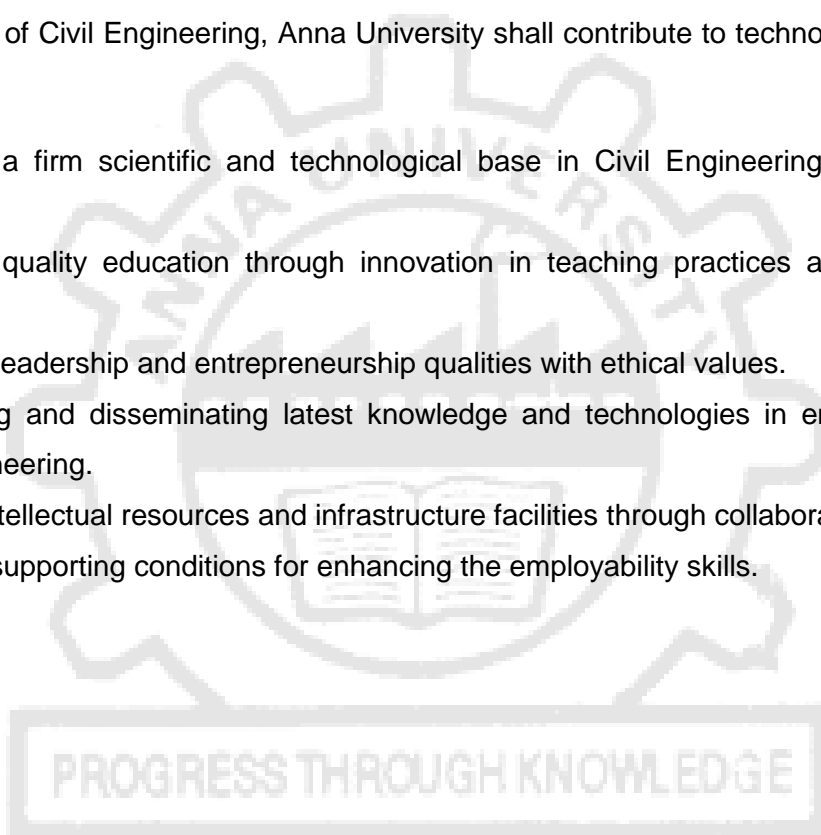 of Civil Engineering, Anna University shall contribute to techno
a firm scientific and technological base in Civil Engineering
quality education through innovation in teaching practices a
eadership and entrepreneurship qualities with ethical values.
g and disseminating latest knowledge and technologies in e
neering.
tellectual resources and infrastructure facilities through collabora
supporting conditions for enhancing the employability skills.
ANNA UNIVERSITY
PROGRESS THROUGH KNOWLEDGE